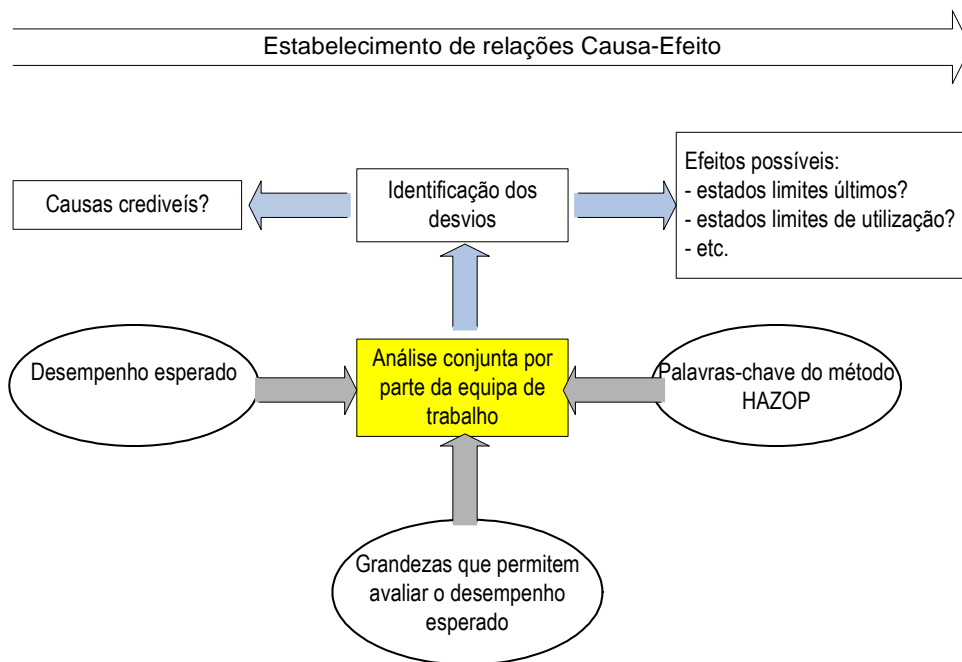 Estabelecimento de relações Causa-Efeito
Causas credivéis?
Identificação dos
desvios
Efeitos possíveis:
- estados limites últimos?
- estados limites de utilização?
- etc.
Desempenho esperado
Análise conjunta por
parte da equipa de
trabalho
Palavras-chave do método
HAZOP
Grandezas que permitem
avaliar o desempenho
esperado